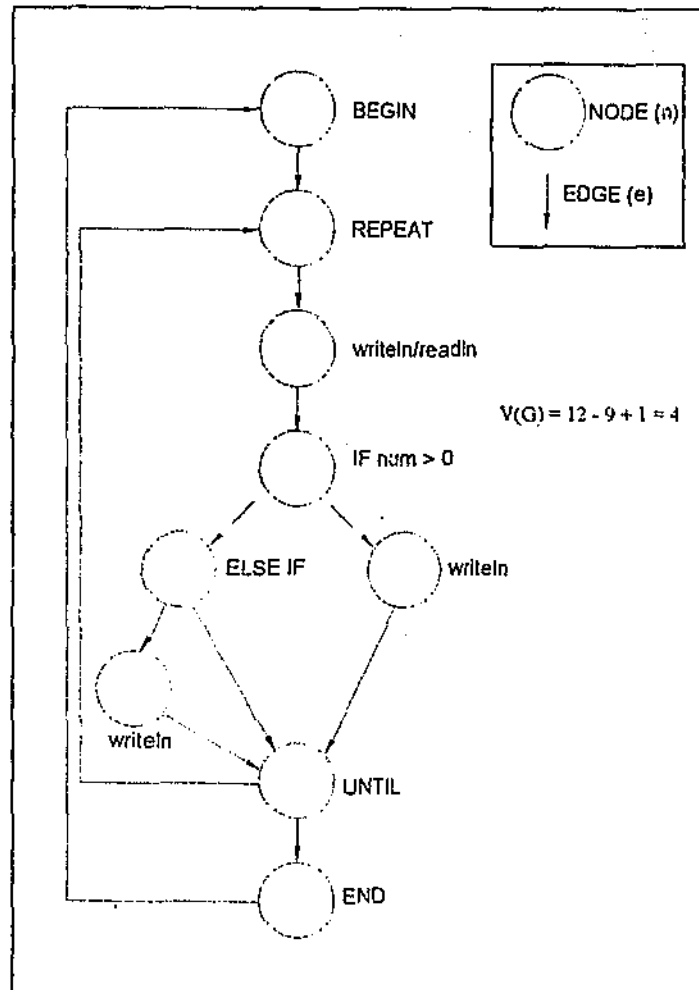 BEGIN
NODE (n)
EDGE (e)
REPEAT
writeln/readln
V(G) = 12 - 9 + 1 = 4
IF num > 0
ELSE IF
writeln
writeln
UNTIL
END